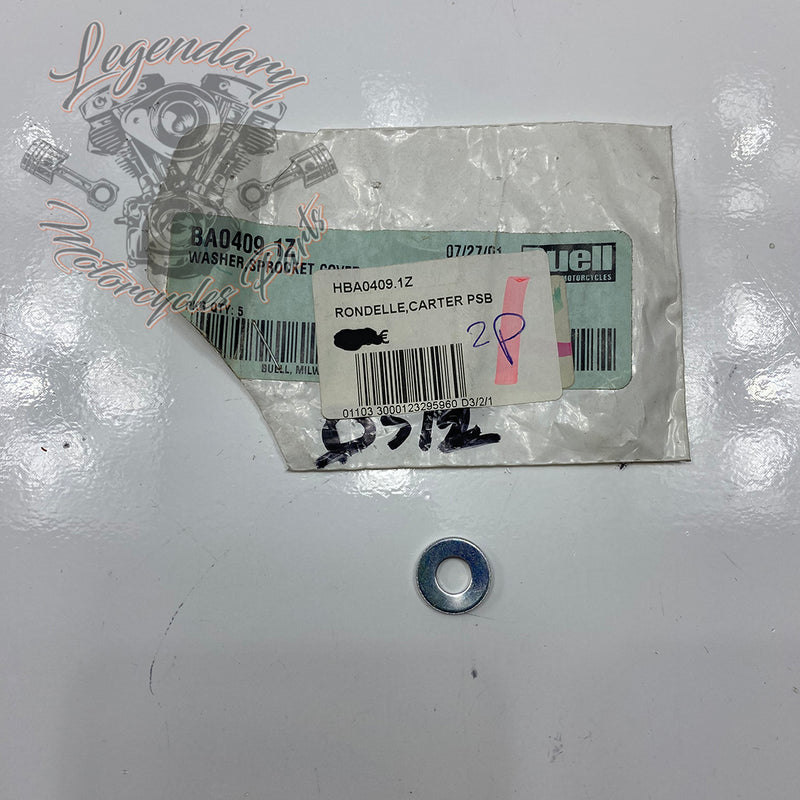 Legendary
Motorcycles Parts
BA0409.1Z
WASHER,SPROCKET COVER
07/27/01
Buell
MOTORCYCLES
QTY: 5
BUELL, MILW
HBA0409.1Z
RONDELLE,CARTER PSB
€
2P
01103 3000123295960 D3/2/1